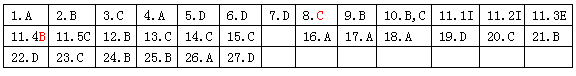 1.A 2.B 3.C 4.A 5.D 6.D 7.D 8.C 9.B 10.B,C 11.1I 11.2I 11.3E
11.4B 11.5C 12.B 13.C 14.C 15.C 16.A 17.A 18.A 19.D 20.C 21.B
22.D 23.C 24.B 25.B 26.A 27.D